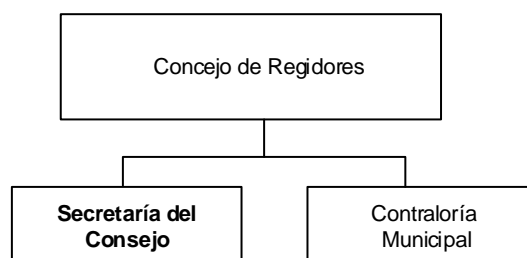 Concejo de Regidores
Secretaría del
Consejo
Contraloría
Municipal